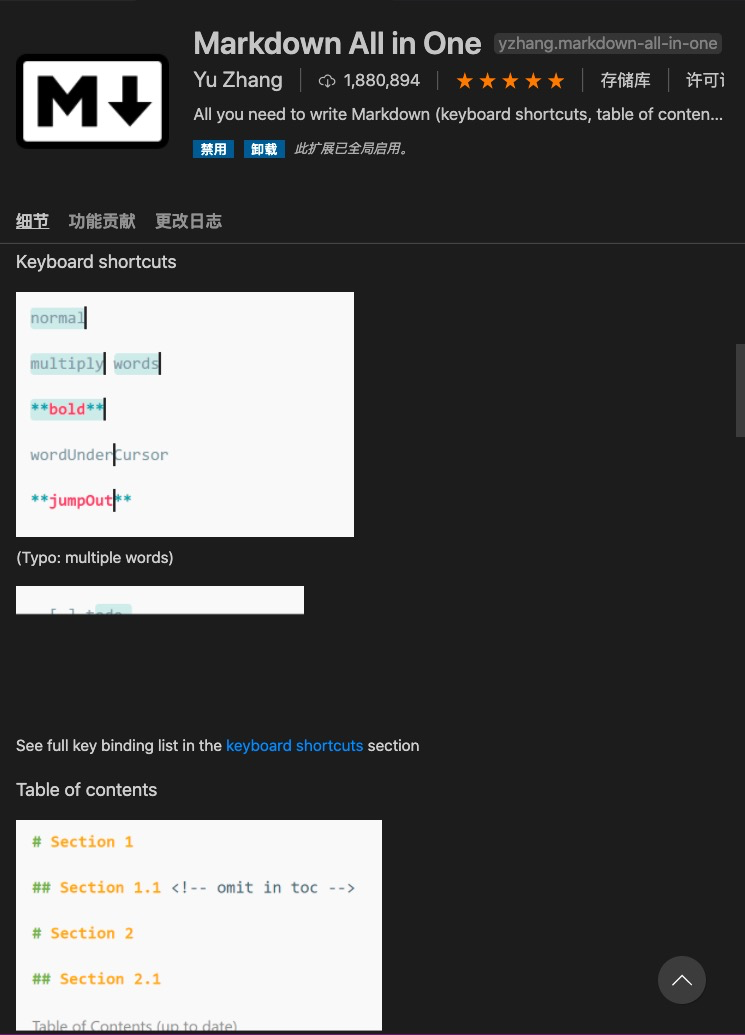 Markdown All in One yzhang.markdown-all-in-one
Yu Zhang 1,880,894 存储库 许可
All you need to write Markdown (keyboard shortcuts, table of conten...
禁用 卸载 此扩展已全局启用。
M
细节 功能贡献 更改日志
Keyboard shortcuts
normal
multiply words
**bold**
wordUnderCursor
**jumpOut**
(Typo: multiple words)
[ ] todo
See full key binding list in the keyboard shortcuts section
Table of contents
# Section 1
## Section 1.1 <!-- omit in toc -->
# Section 2
## Section 2.1
Table of Contents (up to date)